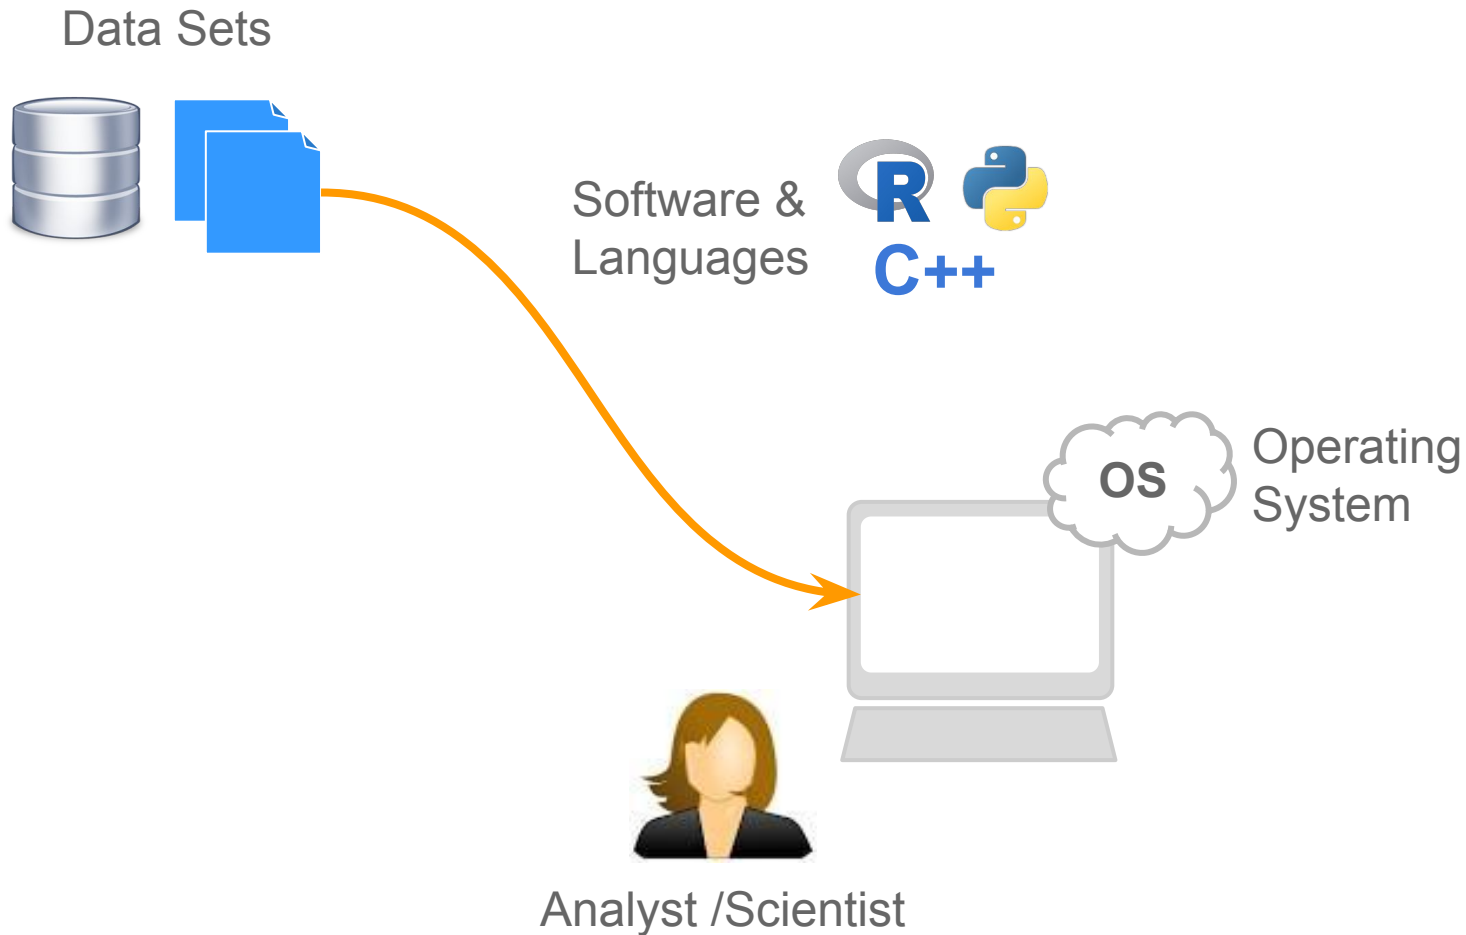 Data Sets
Software &
Languages
R
C++
OS
Operating
System
Analyst /Scientist